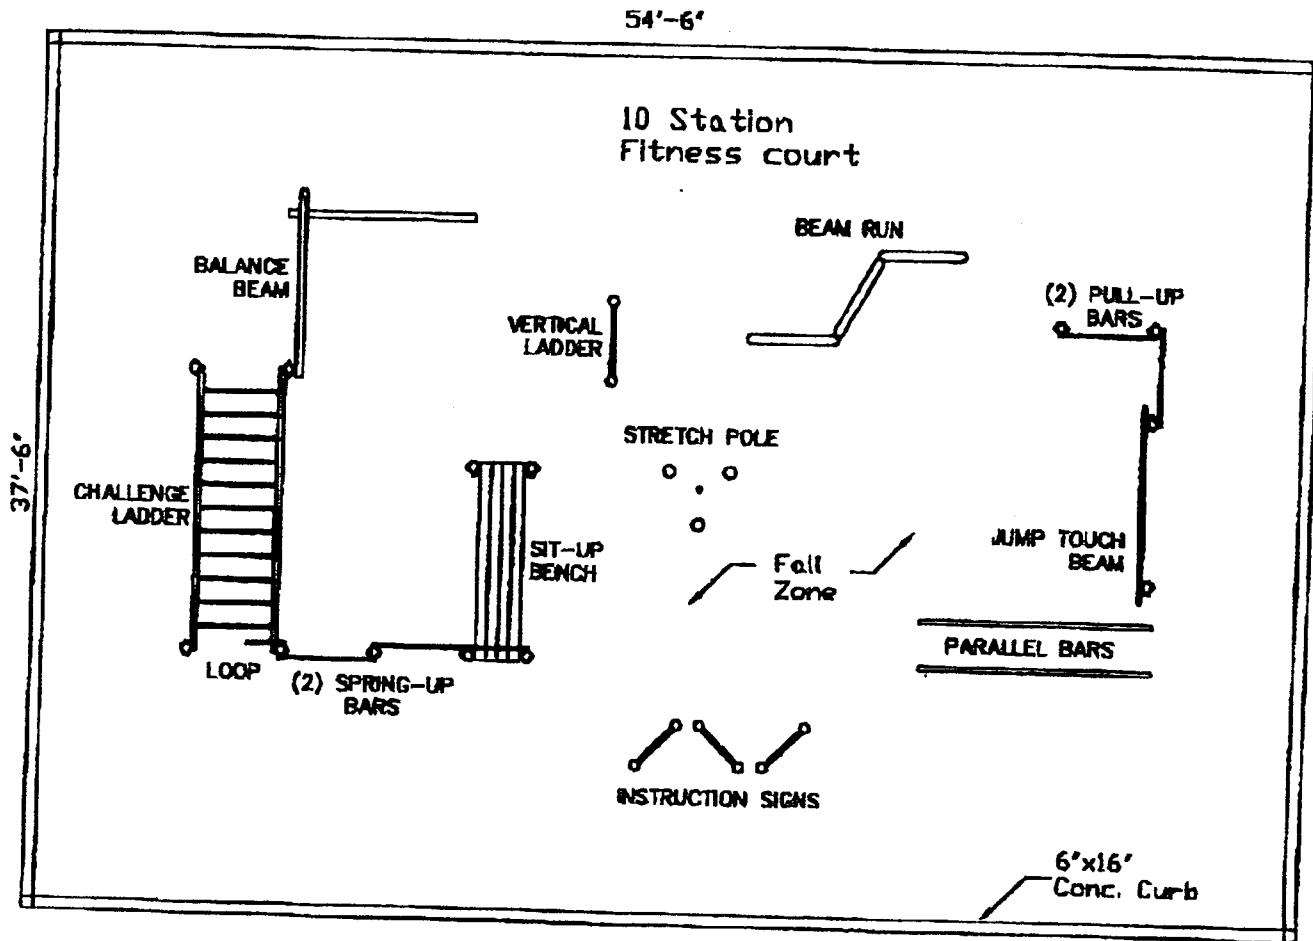 54'-6"
10 Station
Fitness court
BEAM RUN
BALANCE
BEAM
(2) PULL-UP
BARS
VERTICAL
LADDER
STRETCH POLE
37'-6"
CHALLENGE
LADDER
SIT-UP
BENCH
Fall
Zone
JUMP TOUCH
BEAM
PARALLEL BARS
LOOP
(2) SPRING-UP
BARS
INSTRUCTION SIGNS
6"x16"
Conc. Curb